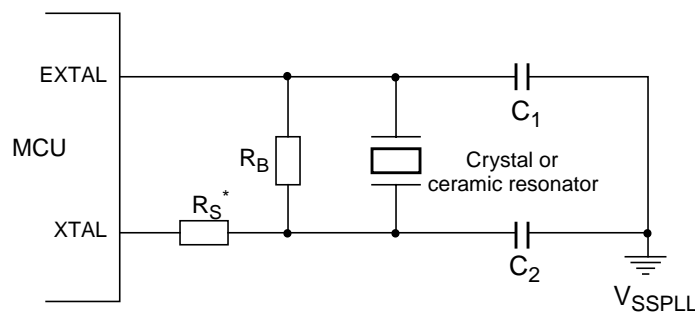 EXTAL
C1
MCU
RB
Crystal or
ceramic resonator
RS*
XTAL
C2
VSSPLL